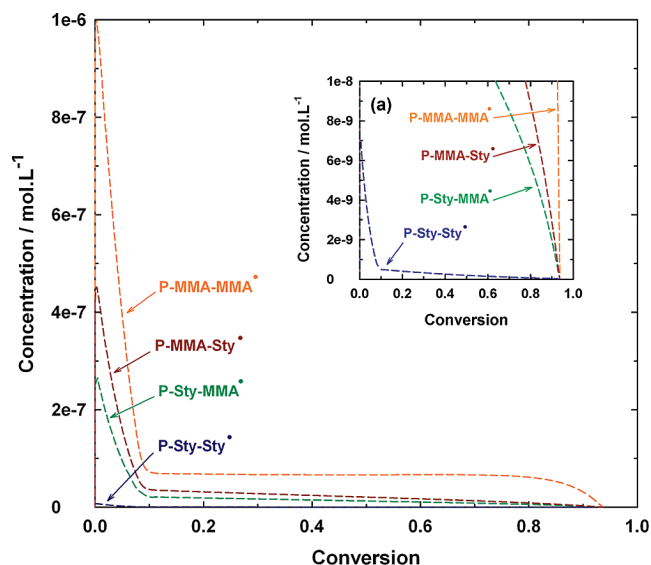 1e-6
9e-7
7e-7
6e-7
4e-7
2e-7
0
Concentration / mol.L⁻¹
0.0 0.2 0.4 0.6 0.8 1.0
Conversion
P-MMA-MMA•
P-MMA-Sty•
P-Sty-MMA•
P-Sty-Sty•
(a)
1e-8
8e-9
6e-9
4e-9
2e-9
0
Concentration / mol.L⁻¹
0.0 0.2 0.4 0.6 0.8 1.0
Conversion
P-MMA-MMA•
P-MMA-Sty•
P-Sty-MMA•
P-Sty-Sty•